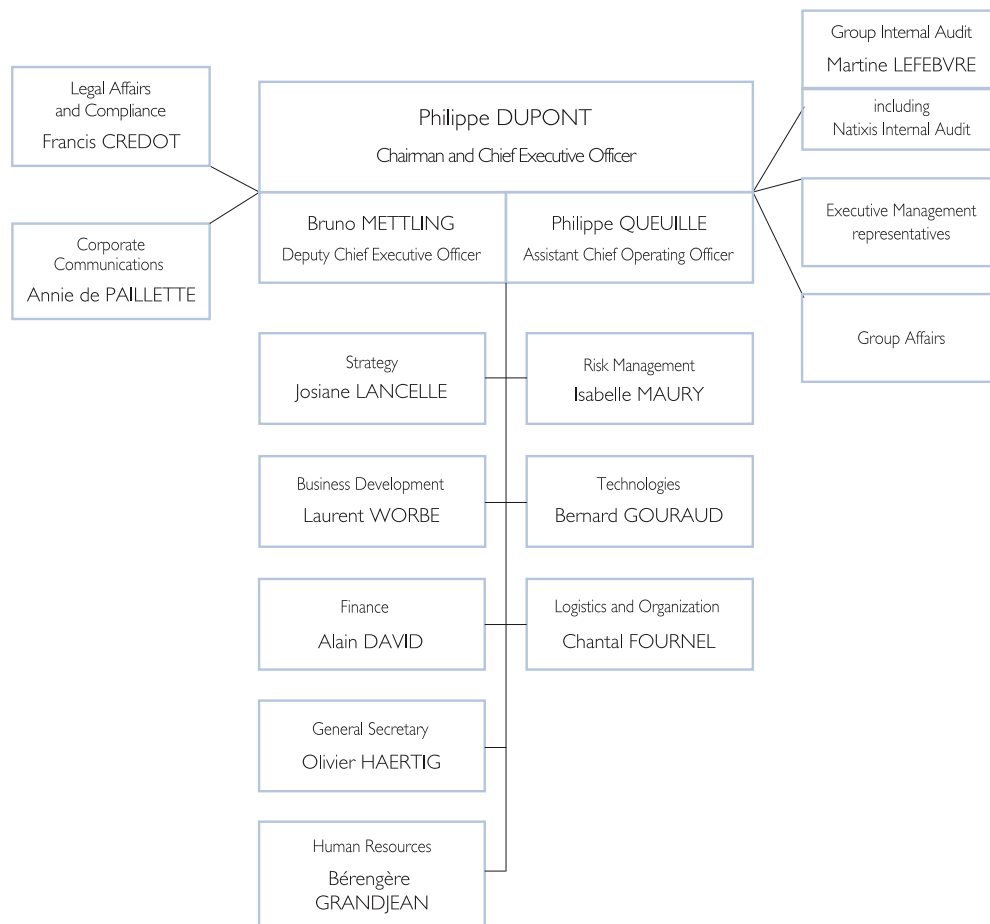 Group Internal Audit
Martine LEFEBVRE
including
Natixis Internal Audit
Legal Affairs
and Compliance
Francis CREDOT
Philippe DUPONT
Chairman and Chief Executive Officer
Bruno METTLING
Deputy Chief Executive Officer
Philippe QUEUILLE
Assistant Chief Operating Officer
Executive Management
representatives
Corporate
Communications
Annie de PAILLETTE
Group Affairs
Strategy
Josiane LANCELLE
Risk Management
Isabelle MAURY
Business Development
Laurent WORBE
Technologies
Bernard GOURAUD
Finance
Alain DAVID
Logistics and Organization
Chantal FOURNEL
General Secretary
Olivier HAERTIG
Human Resources
Bérengère
GRANDJEAN